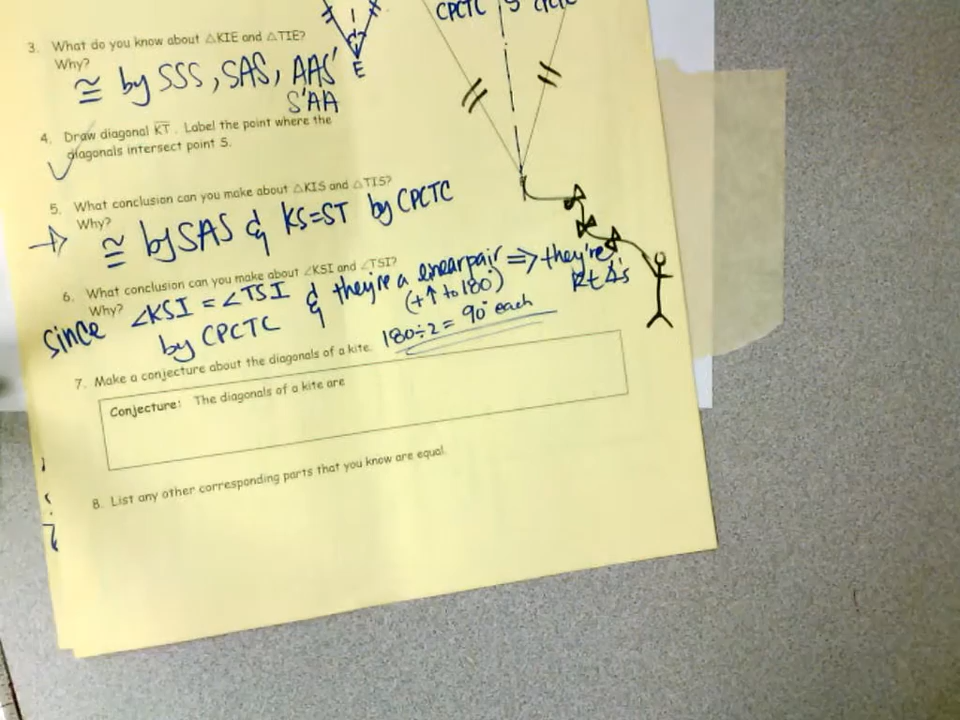 CPCTC
CPCTC
3. What do you know about △KIE and △TIE?
Why?
≅ by SSS, SAS, AAS'
S'AA
E
4. Draw diagonal KT. Label the point where the
diagonals intersect point S.
5. What conclusion can you make about △KIS and △TIS?
Why?
≅ by SAS & KS=ST by CPCTC
6. What conclusion can you make about ∠KSI and ∠TSI?
Why?
Since ∠KSI = ∠TSI & they're a linear pair ⇒ they're
by CPCTC (+↑ to 180) Rt ∆'s
180÷2 = 90° each
7. Make a conjecture about the diagonals of a kite.
Conjecture: The diagonals of a kite are
8. List any other corresponding parts that you know are equal.